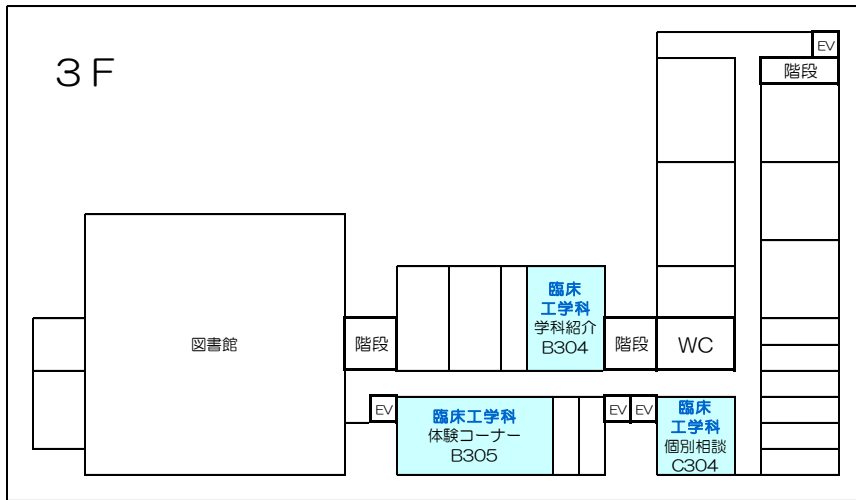 3F
EV
階段
臨床
工学科
学科紹介
B304
図書館
階段
階段
WC
EV
臨床工学科
体験コーナー
B305
EV
EV
臨床
工学科
個別相談
C304